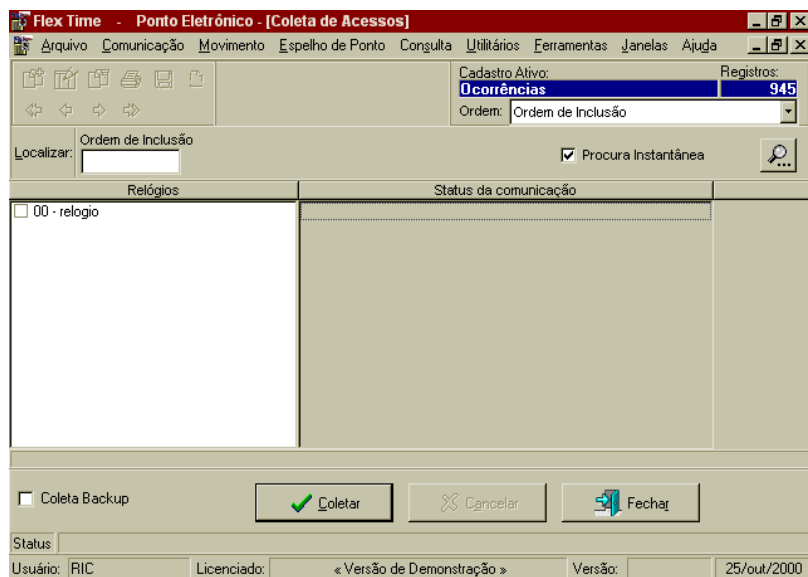 Flex Time - Ponto Eletrônico - [Coleta de Acessos]
Arquivo Comunicação Movimento Espelho de Ponto Consulta Utilitários Ferramentas Janelas Ajuda
Cadastro Ativo: Registros:
Ocorrências 945
Ordem: Ordem de Inclusão
Ordem de Inclusão
Localizar:
Procura Instantânea
Relógios Status da comunicação
00 - relogio
Coleta Backup Coletar Cancelar Fechar
Status
Usuário: RIC Licenciado: « Versão de Demonstração » Versão: 25/out/2000